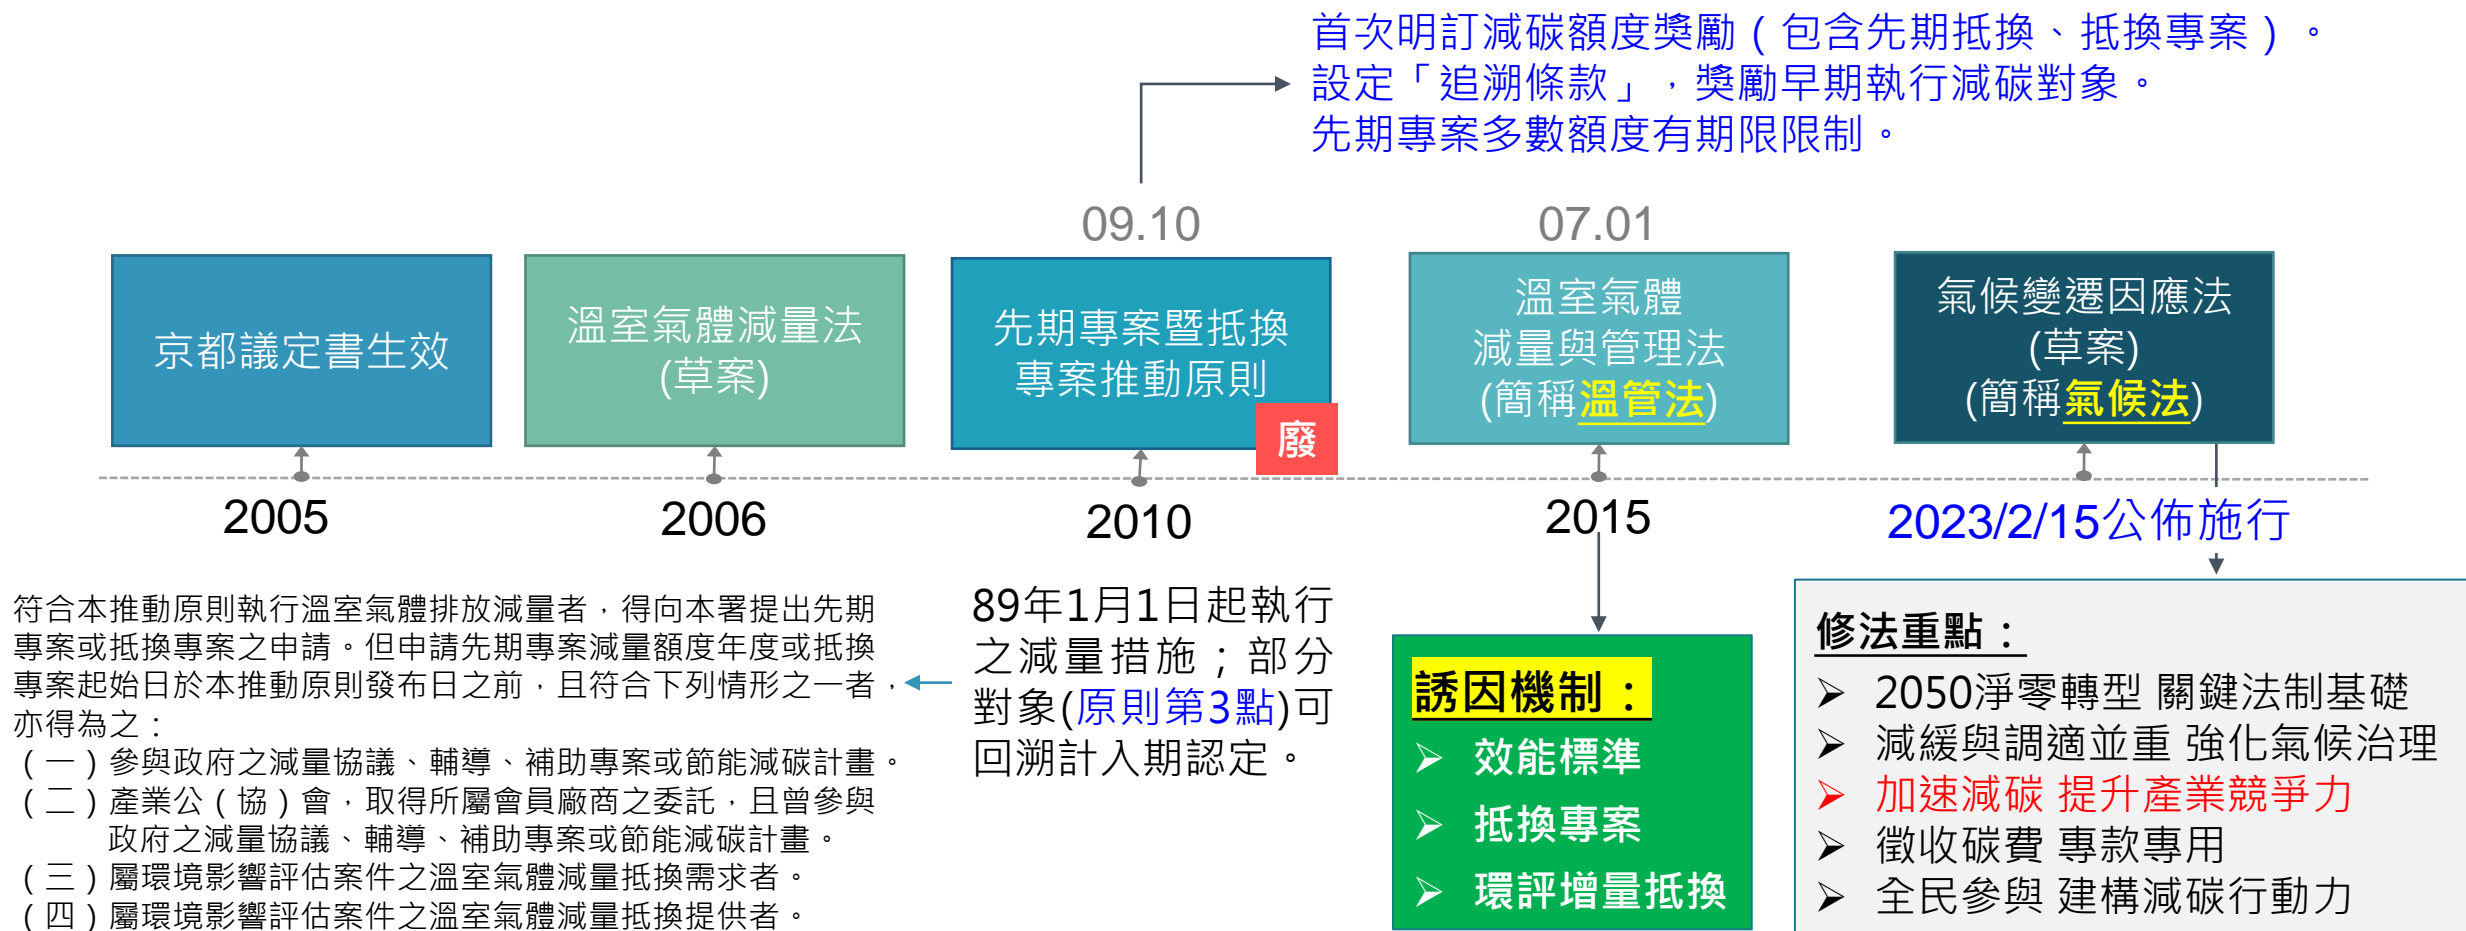 首次明訂減碳額度獎勵（包含先期抵換、抵換專案）。
設定「追溯條款」，獎勵早期執行減碳對象。
先期專案多數額度有期限限制。
09.10
07.01
京都議定書生效
溫室氣體減量法
(草案)
先期專案暨抵換
專案推動原則
廢
溫室氣體
減量與管理法
(簡稱溫管法)
氣候變遷因應法
(草案)
(簡稱氣候法)
2005
2006
2010
2015
2023/2/15公佈施行
符合本推動原則執行溫室氣體排放減量者，得向本署提出先期
專案或抵換專案之申請。但申請先期專案減量額度年度或抵換
專案起始日於本推動原則發布日之前，且符合下列情形之一者，
亦得為之：
（一）參與政府之減量協議、輔導、補助專案或節能減碳計畫。
（二）產業公（協）會，取得所屬會員廠商之委託，且曾參與
政府之減量協議、輔導、補助專案或節能減碳計畫。
（三）屬環境影響評估案件之溫室氣體減量抵換需求者。
（四）屬環境影響評估案件之溫室氣體減量抵換提供者。
89年1月1日起執行
之減量措施；部分
對象(原則第3點)可
回溯計入期認定。
誘因機制：
➢ 效能標準
➢ 抵換專案
➢ 環評增量抵換
修法重點：
➢ 2050淨零轉型 關鍵法制基礎
➢ 減緩與調適並重 強化氣候治理
➢ 加速減碳 提升產業競爭力
➢ 徵收碳費 專款專用
➢ 全民參與 建構減碳行動力